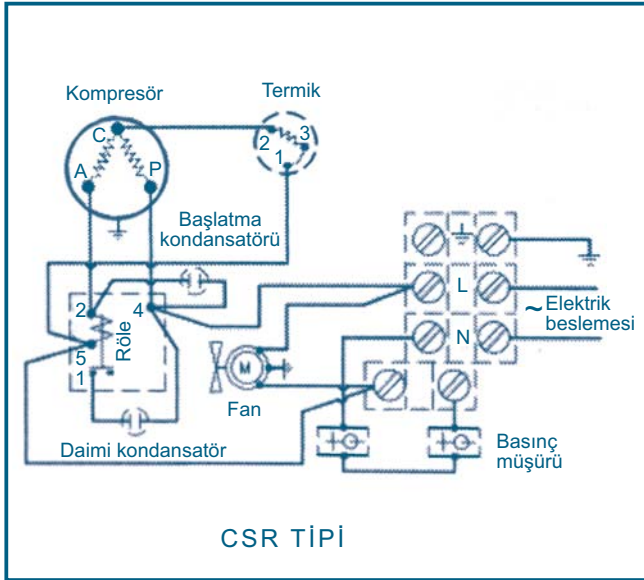 Kompresör
Termik
C
2
3
1
A
P
Başlatma
kondansatörü
L
2
4
~ Elektrik
beslemesi
Röle
N
5
1
M
Fan
Daimi kondansatör
Basınç
müşürü
CSR TİPİ